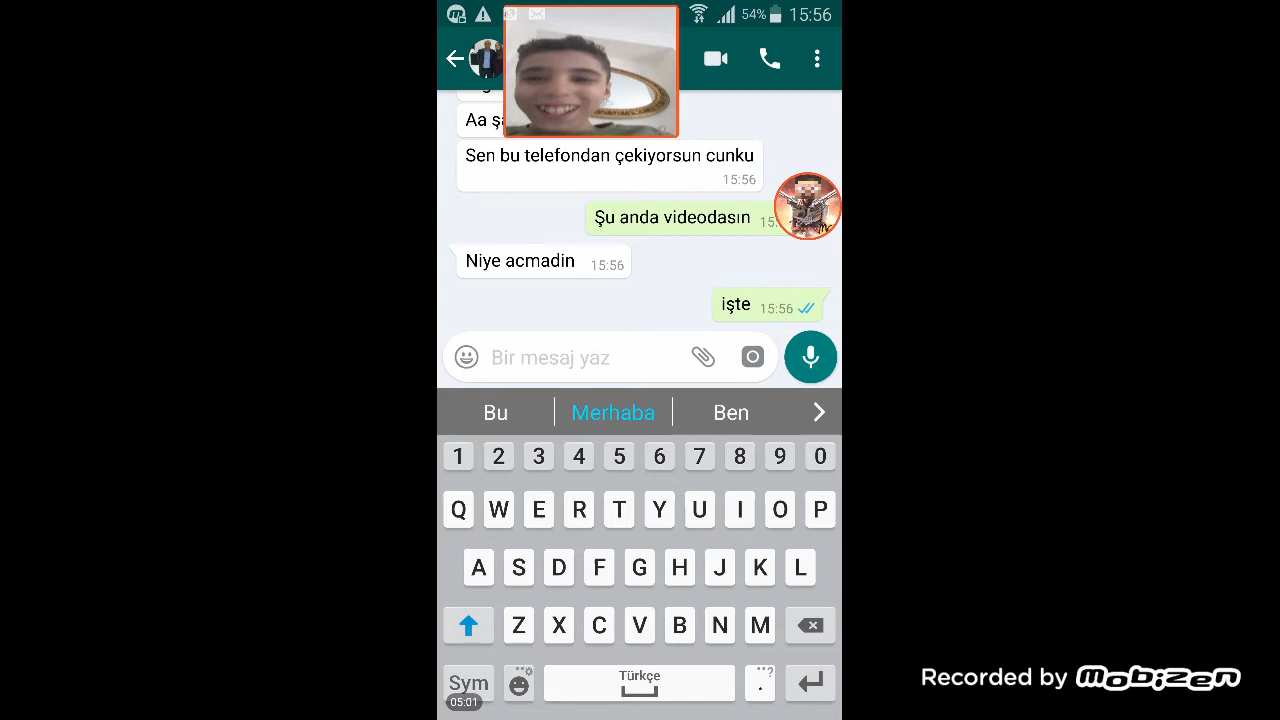 54% 15:56
Aa
Sen bu telefondan çekiyorsun cunku
15:56
Şu anda videodasın
Niye acmadin 15:56
işte 15:56
Bir mesaj yaz
Bu Merhaba Ben
1 2 3 4 5 6 7 8 9 0
Q W E R T Y U I O P
A S D F G H J K L
Z X C V B N M
Sym Türkçe . ,,?
05:01
Recorded by mobizen